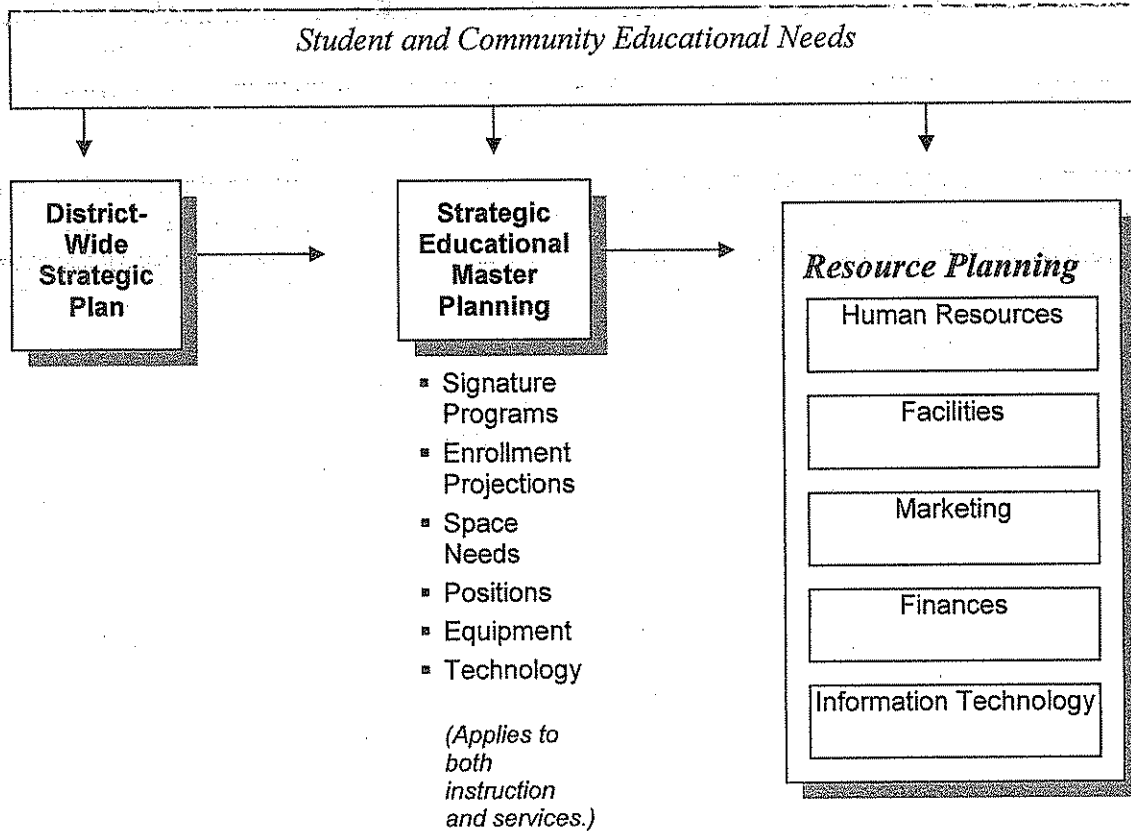 Student and Community Educational Needs
District-
Wide
Strategic
Plan
Strategic
Educational
Master
Planning
▪ Signature
Programs
▪ Enrollment
Projections
▪ Space
Needs
▪ Positions
▪ Equipment
▪ Technology
(Applies to
both
instruction
and services.)
Resource Planning
Human Resources
Facilities
Marketing
Finances
Information Technology